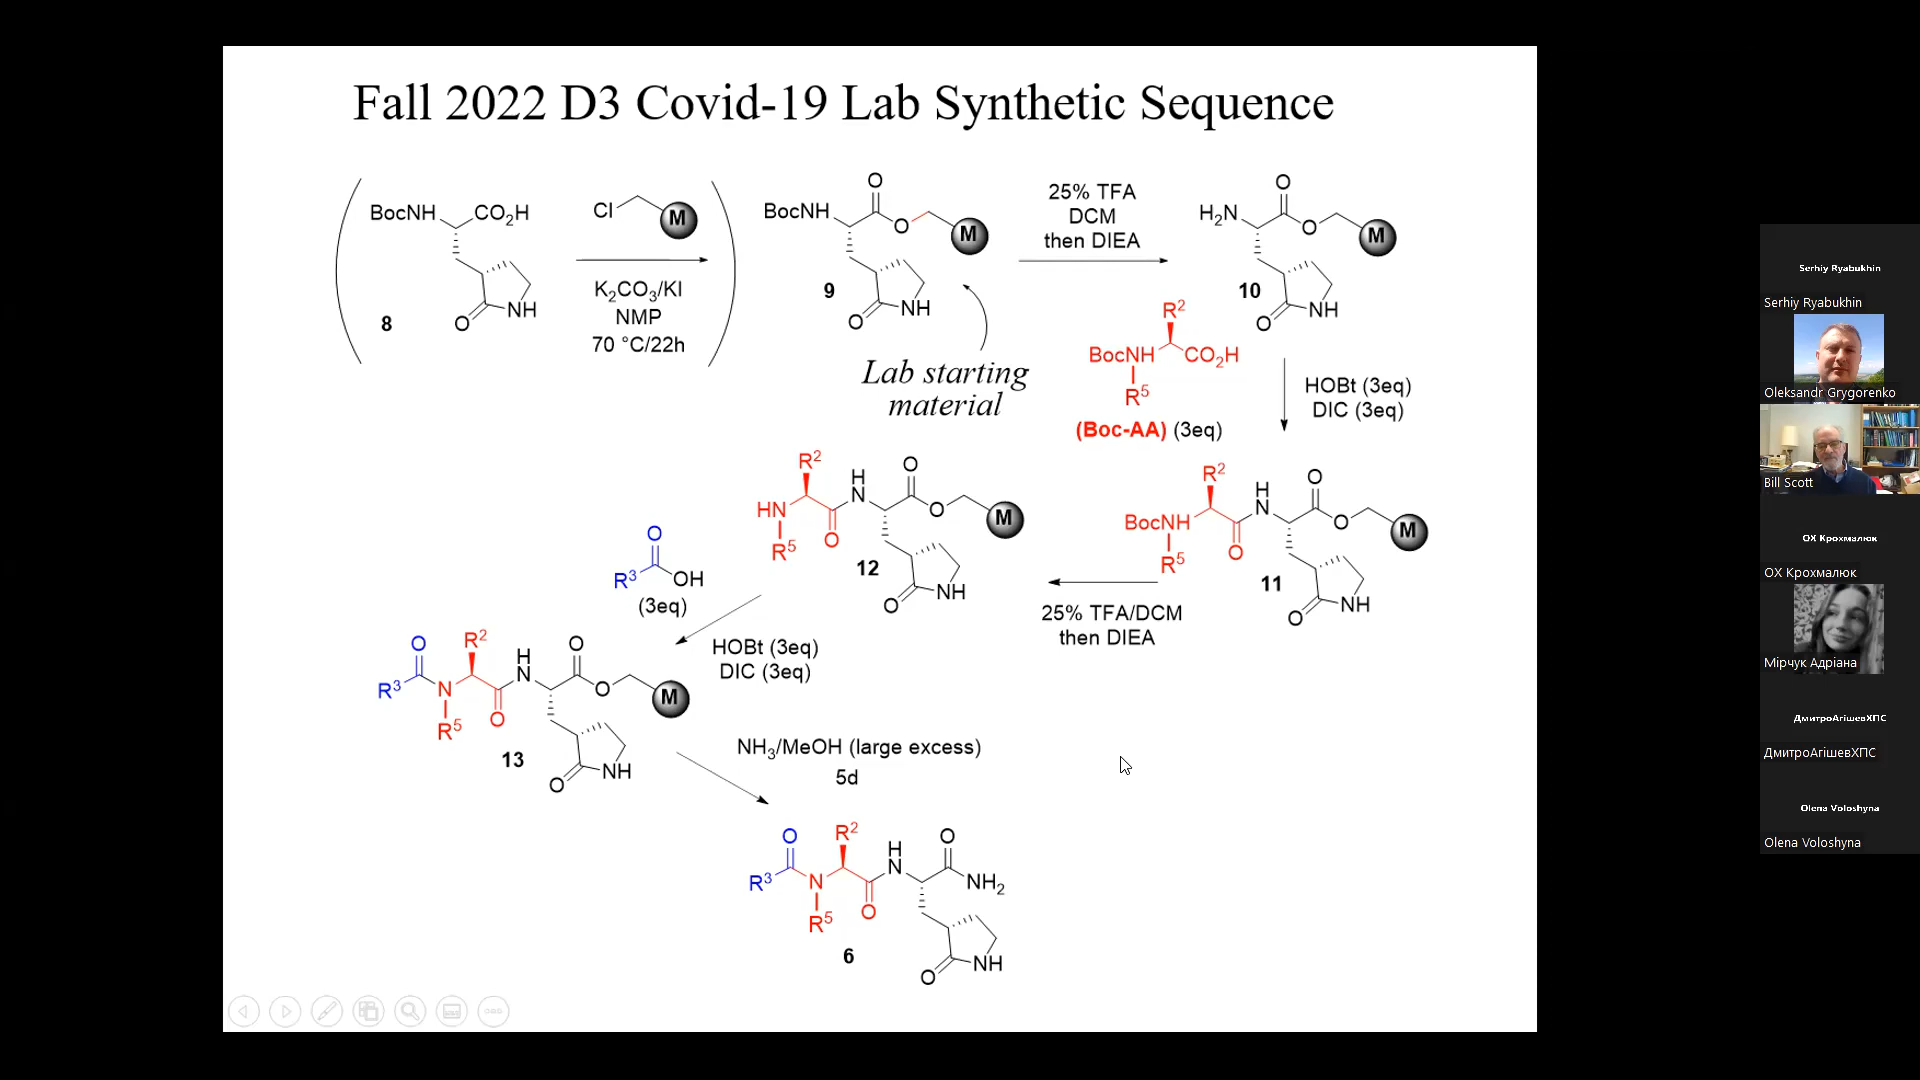 Fall 2022 D3 Covid-19 Lab Synthetic Sequence
BocNH
CO2H
O
NH
8
Cl
M
K2CO3/KI
NMP
70 °C/22h
BocNH
O
O
M
O
NH
9
Lab starting
material
25% TFA
DCM
then DIEA
H2N
O
O
M
O
NH
10
R2
BocNH
CO2H
R5
(Boc-AA) (3eq)
HOBt (3eq)
DIC (3eq)
R2
BocNH
R5
O
H
N
O
O
M
O
NH
11
25% TFA/DCM
then DIEA
R2
HN
R5
O
H
N
O
O
M
O
NH
12
O
R3
OH
(3eq)
HOBt (3eq)
DIC (3eq)
O
R3
N
R5
R2
O
H
N
O
O
M
O
NH
13
NH3/MeOH (large excess)
5d
O
R3
N
R5
R2
O
H
N
O
NH2
O
NH
6
Serhiy Ryabukhin
Serhiy Ryabukhin
Oleksandr Grygorenko
Bill Scott
ОХ Крохмалюк
ОХ Крохмалюк
Мірчук Адріана
ДмитроАгішевХПС
ДмитроАгішевХПС
Olena Voloshyna
Olena Voloshyna